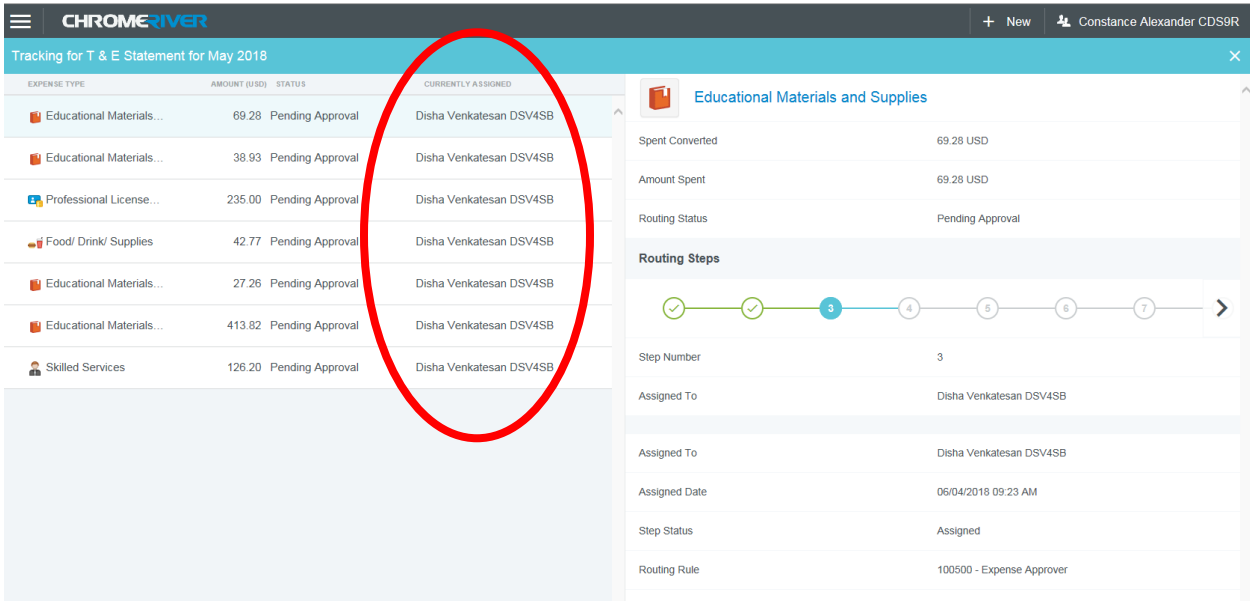 CHROMERIVER
+ New
Constance Alexander CDS9R
Tracking for T & E Statement for May 2018
EXPENSE TYPE AMOUNT (USD) STATUS CURRENTLY ASSIGNED
Educational Materials... 69.28 Pending Approval Disha Venkatesan DSV4SB
Educational Materials... 38.93 Pending Approval Disha Venkatesan DSV4SB
Professional License... 235.00 Pending Approval Disha Venkatesan DSV4SB
Food/ Drink/ Supplies 42.77 Pending Approval Disha Venkatesan DSV4SB
Educational Materials... 27.26 Pending Approval Disha Venkatesan DSV4SB
Educational Materials... 413.82 Pending Approval Disha Venkatesan DSV4SB
Skilled Services 126.20 Pending Approval Disha Venkatesan DSV4SB
Educational Materials and Supplies
Spent Converted 69.28 USD
Amount Spent 69.28 USD
Routing Status Pending Approval
Routing Steps
3 4 5 6 7
Step Number 3
Assigned To Disha Venkatesan DSV4SB
Assigned To Disha Venkatesan DSV4SB
Assigned Date 06/04/2018 09:23 AM
Step Status Assigned
Routing Rule 100500 - Expense Approver